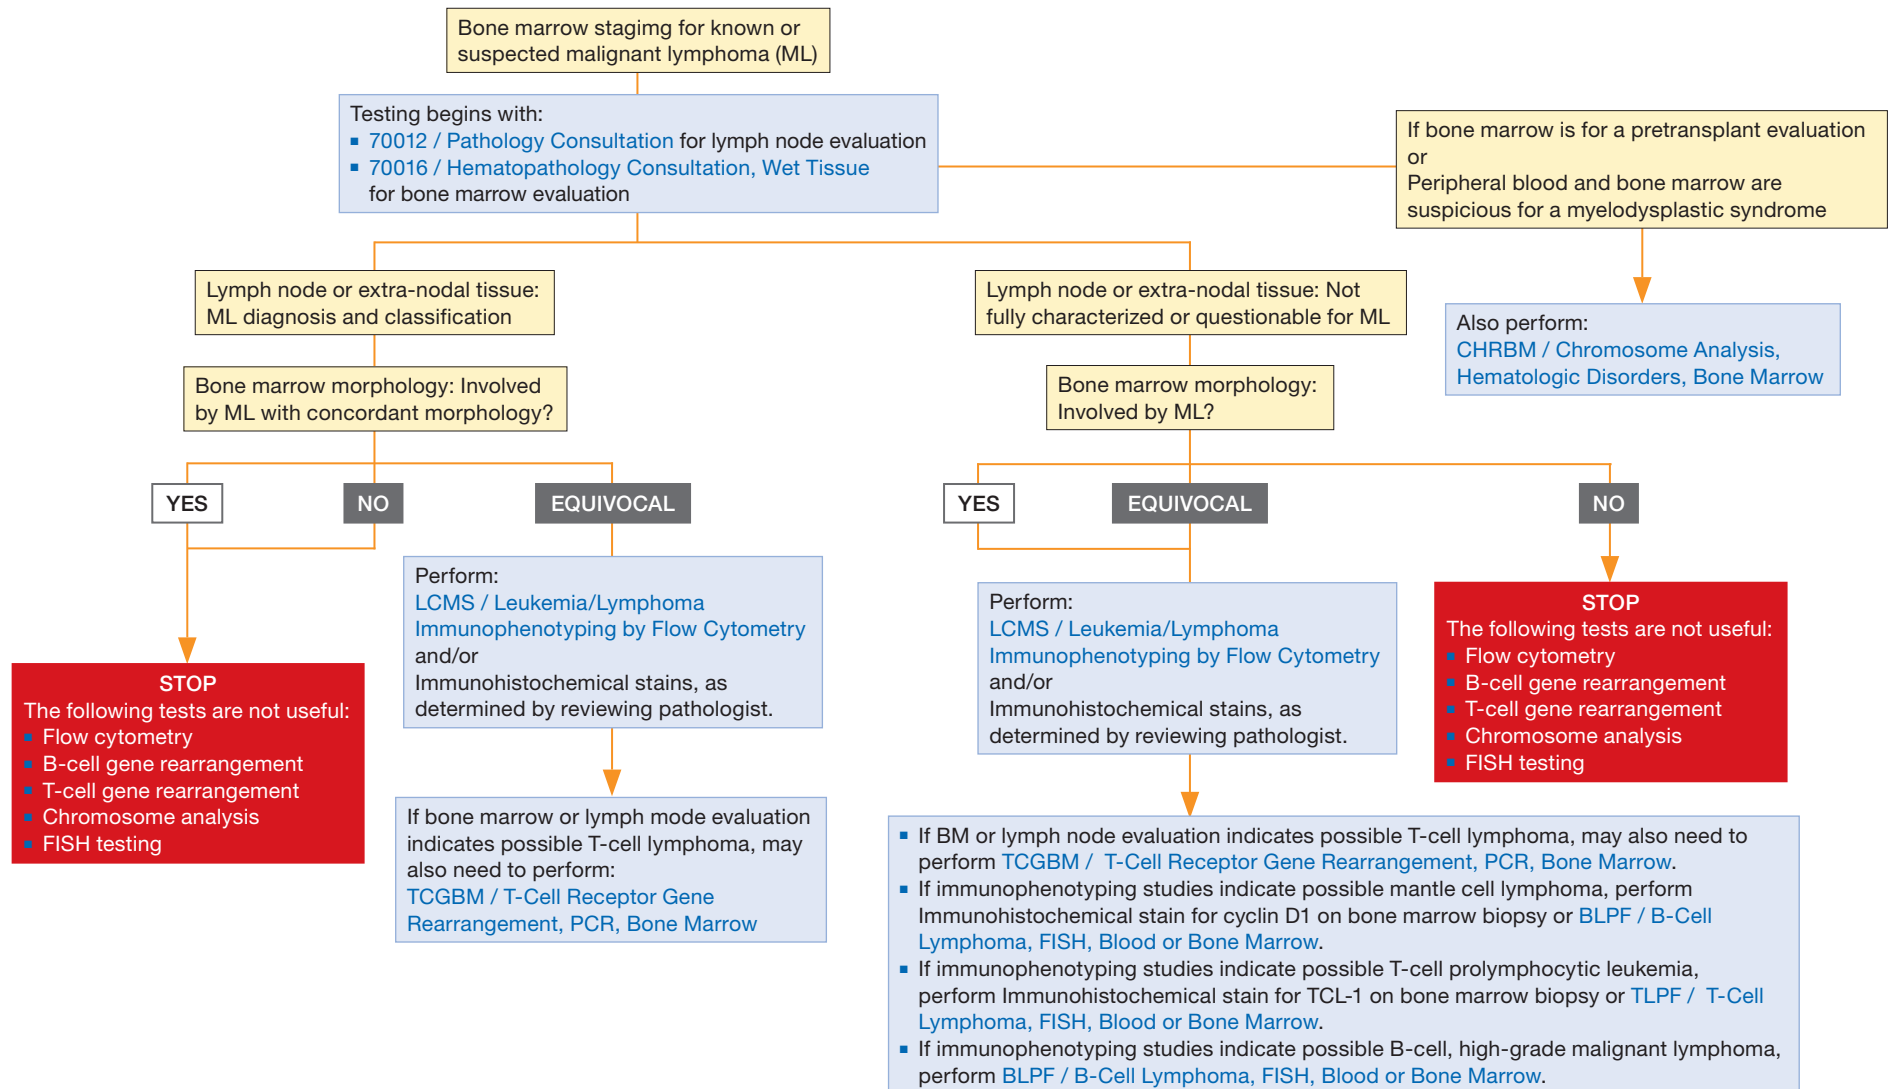 Bone marrow stagimg for known or
suspected malignant lymphoma (ML)
Testing begins with:
▪ 70012 / Pathology Consultation for lymph node evaluation
▪ 70016 / Hematopathology Consultation, Wet Tissue
for bone marrow evaluation
If bone marrow is for a pretransplant evaluation
or
Peripheral blood and bone marrow are
suspicious for a myelodysplastic syndrome
Also perform:
CHRBM / Chromosome Analysis,
Hematologic Disorders, Bone Marrow
Lymph node or extra-nodal tissue:
ML diagnosis and classification
Bone marrow morphology: Involved
by ML with concordant morphology?
YES
NO
EQUIVOCAL
STOP
The following tests are not useful:
▪ Flow cytometry
▪ B-cell gene rearrangement
▪ T-cell gene rearrangement
▪ Chromosome analysis
▪ FISH testing
Perform:
LCMS / Leukemia/Lymphoma
Immunophenotyping by Flow Cytometry
and/or
Immunohistochemical stains, as
determined by reviewing pathologist.
If bone marrow or lymph mode evaluation
indicates possible T-cell lymphoma, may
also need to perform:
TCGBM / T-Cell Receptor Gene
Rearrangement, PCR, Bone Marrow
Lymph node or extra-nodal tissue: Not
fully characterized or questionable for ML
Bone marrow morphology:
Involved by ML?
YES
EQUIVOCAL
NO
Perform:
LCMS / Leukemia/Lymphoma
Immunophenotyping by Flow Cytometry
and/or
Immunohistochemical stains, as
determined by reviewing pathologist.
STOP
The following tests are not useful:
▪ Flow cytometry
▪ B-cell gene rearrangement
▪ T-cell gene rearrangement
▪ Chromosome analysis
▪ FISH testing
▪ If BM or lymph node evaluation indicates possible T-cell lymphoma, may also need to
perform TCGBM / T-Cell Receptor Gene Rearrangement, PCR, Bone Marrow.
▪ If immunophenotyping studies indicate possible mantle cell lymphoma, perform
Immunohistochemical stain for cyclin D1 on bone marrow biopsy or BLPF / B-Cell
Lymphoma, FISH, Blood or Bone Marrow.
▪ If immunophenotyping studies indicate possible T-cell prolymphocytic leukemia,
perform Immunohistochemical stain for TCL-1 on bone marrow biopsy or TLPF / T-Cell
Lymphoma, FISH, Blood or Bone Marrow.
▪ If immunophenotyping studies indicate possible B-cell, high-grade malignant lymphoma,
perform BLPF / B-Cell Lymphoma, FISH, Blood or Bone Marrow.